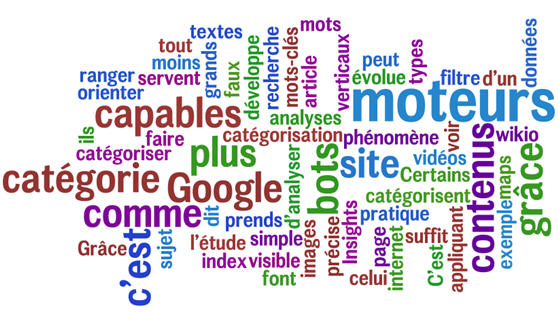 mots
textes
tout
moins
grands
faux
développe
recherche
mots-clés
article
verticaux
peut
évolue
types
filtre
d'un
données
ranger
servent
orienter
capables
moteurs
analyses
ils
faire
catégorisation
phénomène
voir
contenus
wikio
catégoriser
plus
d'analyser
bots
site
vidéos
Certains
grâce
catégorie
Google
catégorisent
exemple
maps
comme
dit
prends
Insights
pratique
Grâce
c'est
sujet
l'étude
simple
images
précise
page
internet
suffit
C'est
appliquant
index
visible
font
celui